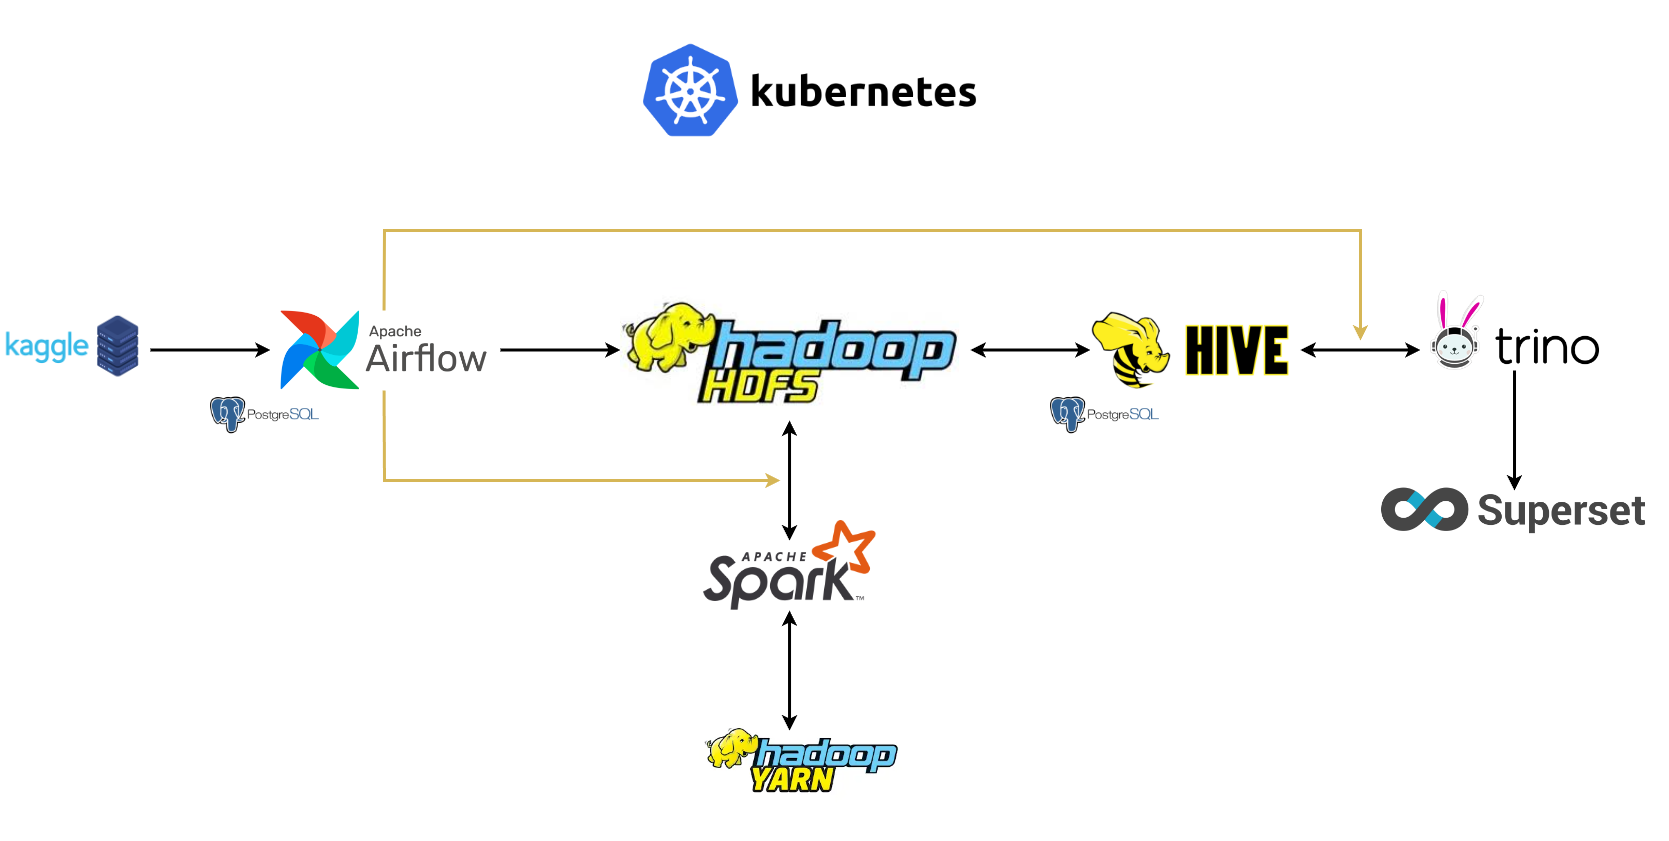 kubernetes
kaggle
Apache
Airflow
PostgreSQL
hadoop
HDFS
HIVE
PostgreSQL
trino
Superset
APACHE
Spark™
hadoop
YARN